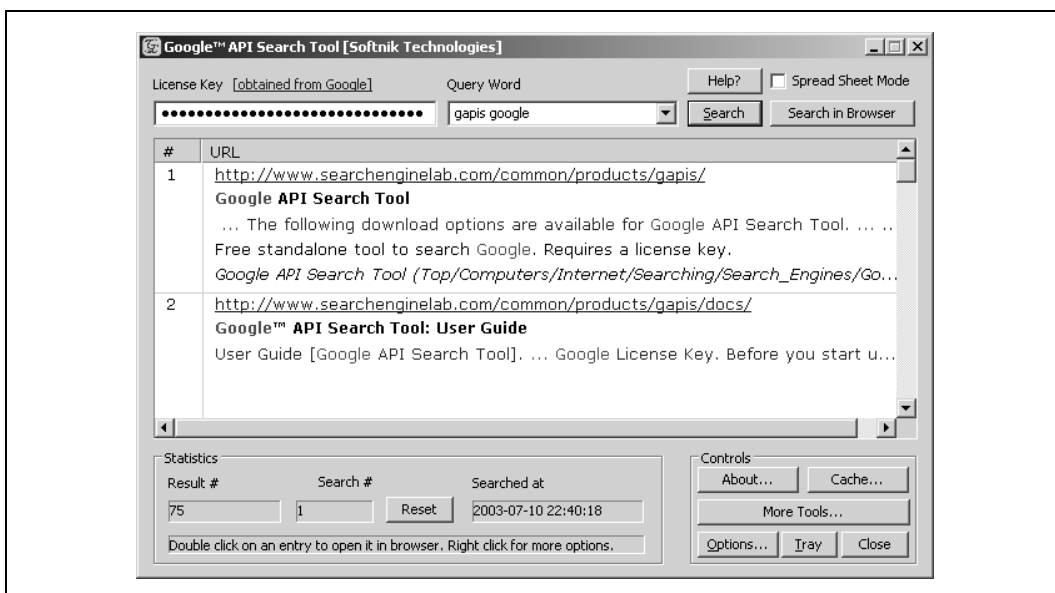 Google™ API Search Tool [Softnik Technologies]
License Key [obtained from Google] Query Word Help? Spread Sheet Mode
●●●●●●●●●●●●●●●●●●●●●●●●●●●●●● gapis google Search Search in Browser
# URL
1 http://www.searchenginelab.com/common/products/gapis/
Google API Search Tool
... The following download options are available for Google API Search Tool. ... ..
Free standalone tool to search Google. Requires a license key.
Google API Search Tool (Top/Computers/Internet/Searching/Search_Engines/Go...
2 http://www.searchenginelab.com/common/products/gapis/docs/
Google™ API Search Tool: User Guide
User Guide [Google API Search Tool]. ... Google License Key. Before you start u...
Statistics Controls
Result # Search # Searched at About... Cache...
75 1 Reset 2003-07-10 22:40:18 More Tools...
Double click on an entry to open it in browser. Right click for more options. Options... Tray Close